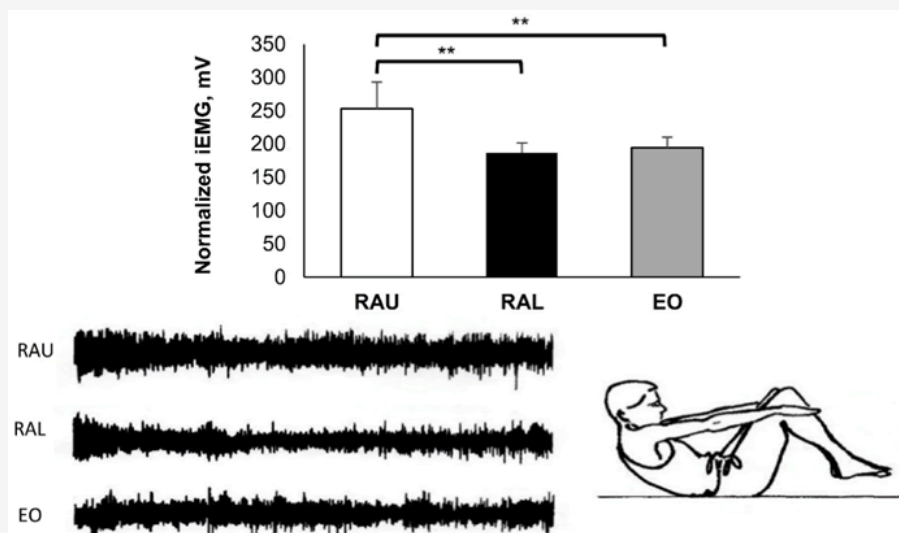 Normalized iEMG, mV
350
300
250
200
150
100
50
0
**
**
RAU RAL EO
RAU
RAL
EO